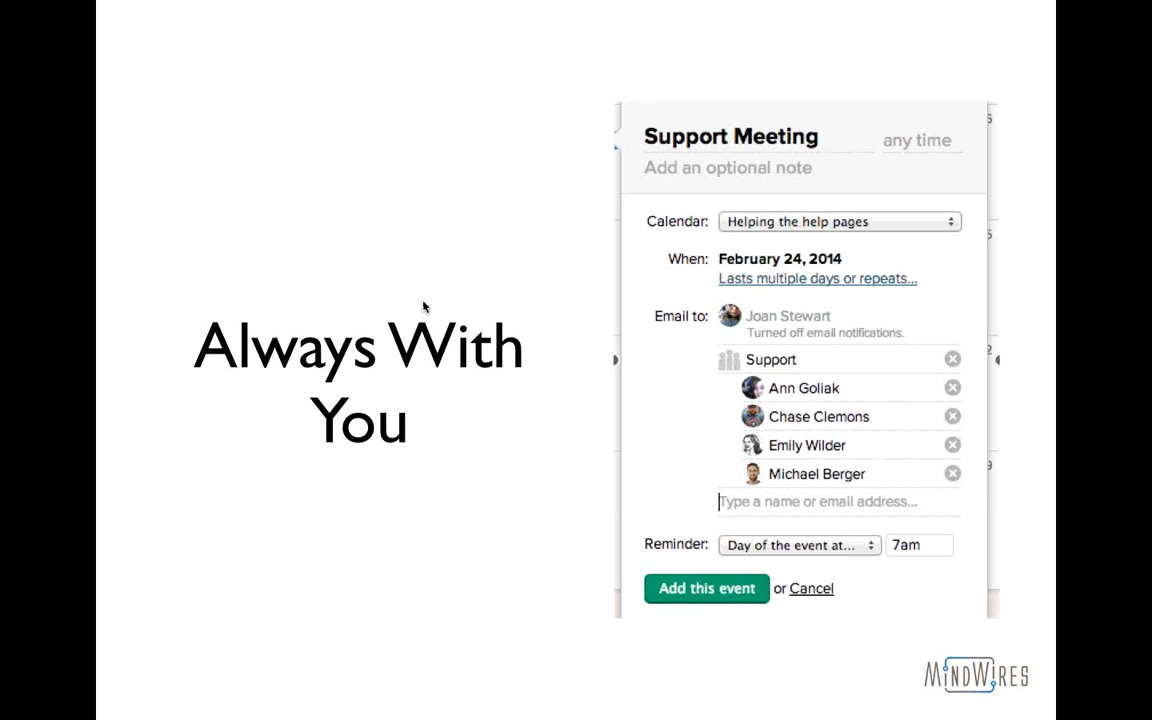 Always With
You
Support Meeting any time
Add an optional note
Calendar: Helping the help pages
When: February 24, 2014
Lasts multiple days or repeats...
Email to: Joan Stewart
Turned off email notifications.
Support
Ann Goliak
Chase Clemons
Emily Wilder
Michael Berger
Type a name or email address...
Reminder: Day of the event at... 7am
Add this event or Cancel
MINDWIRES